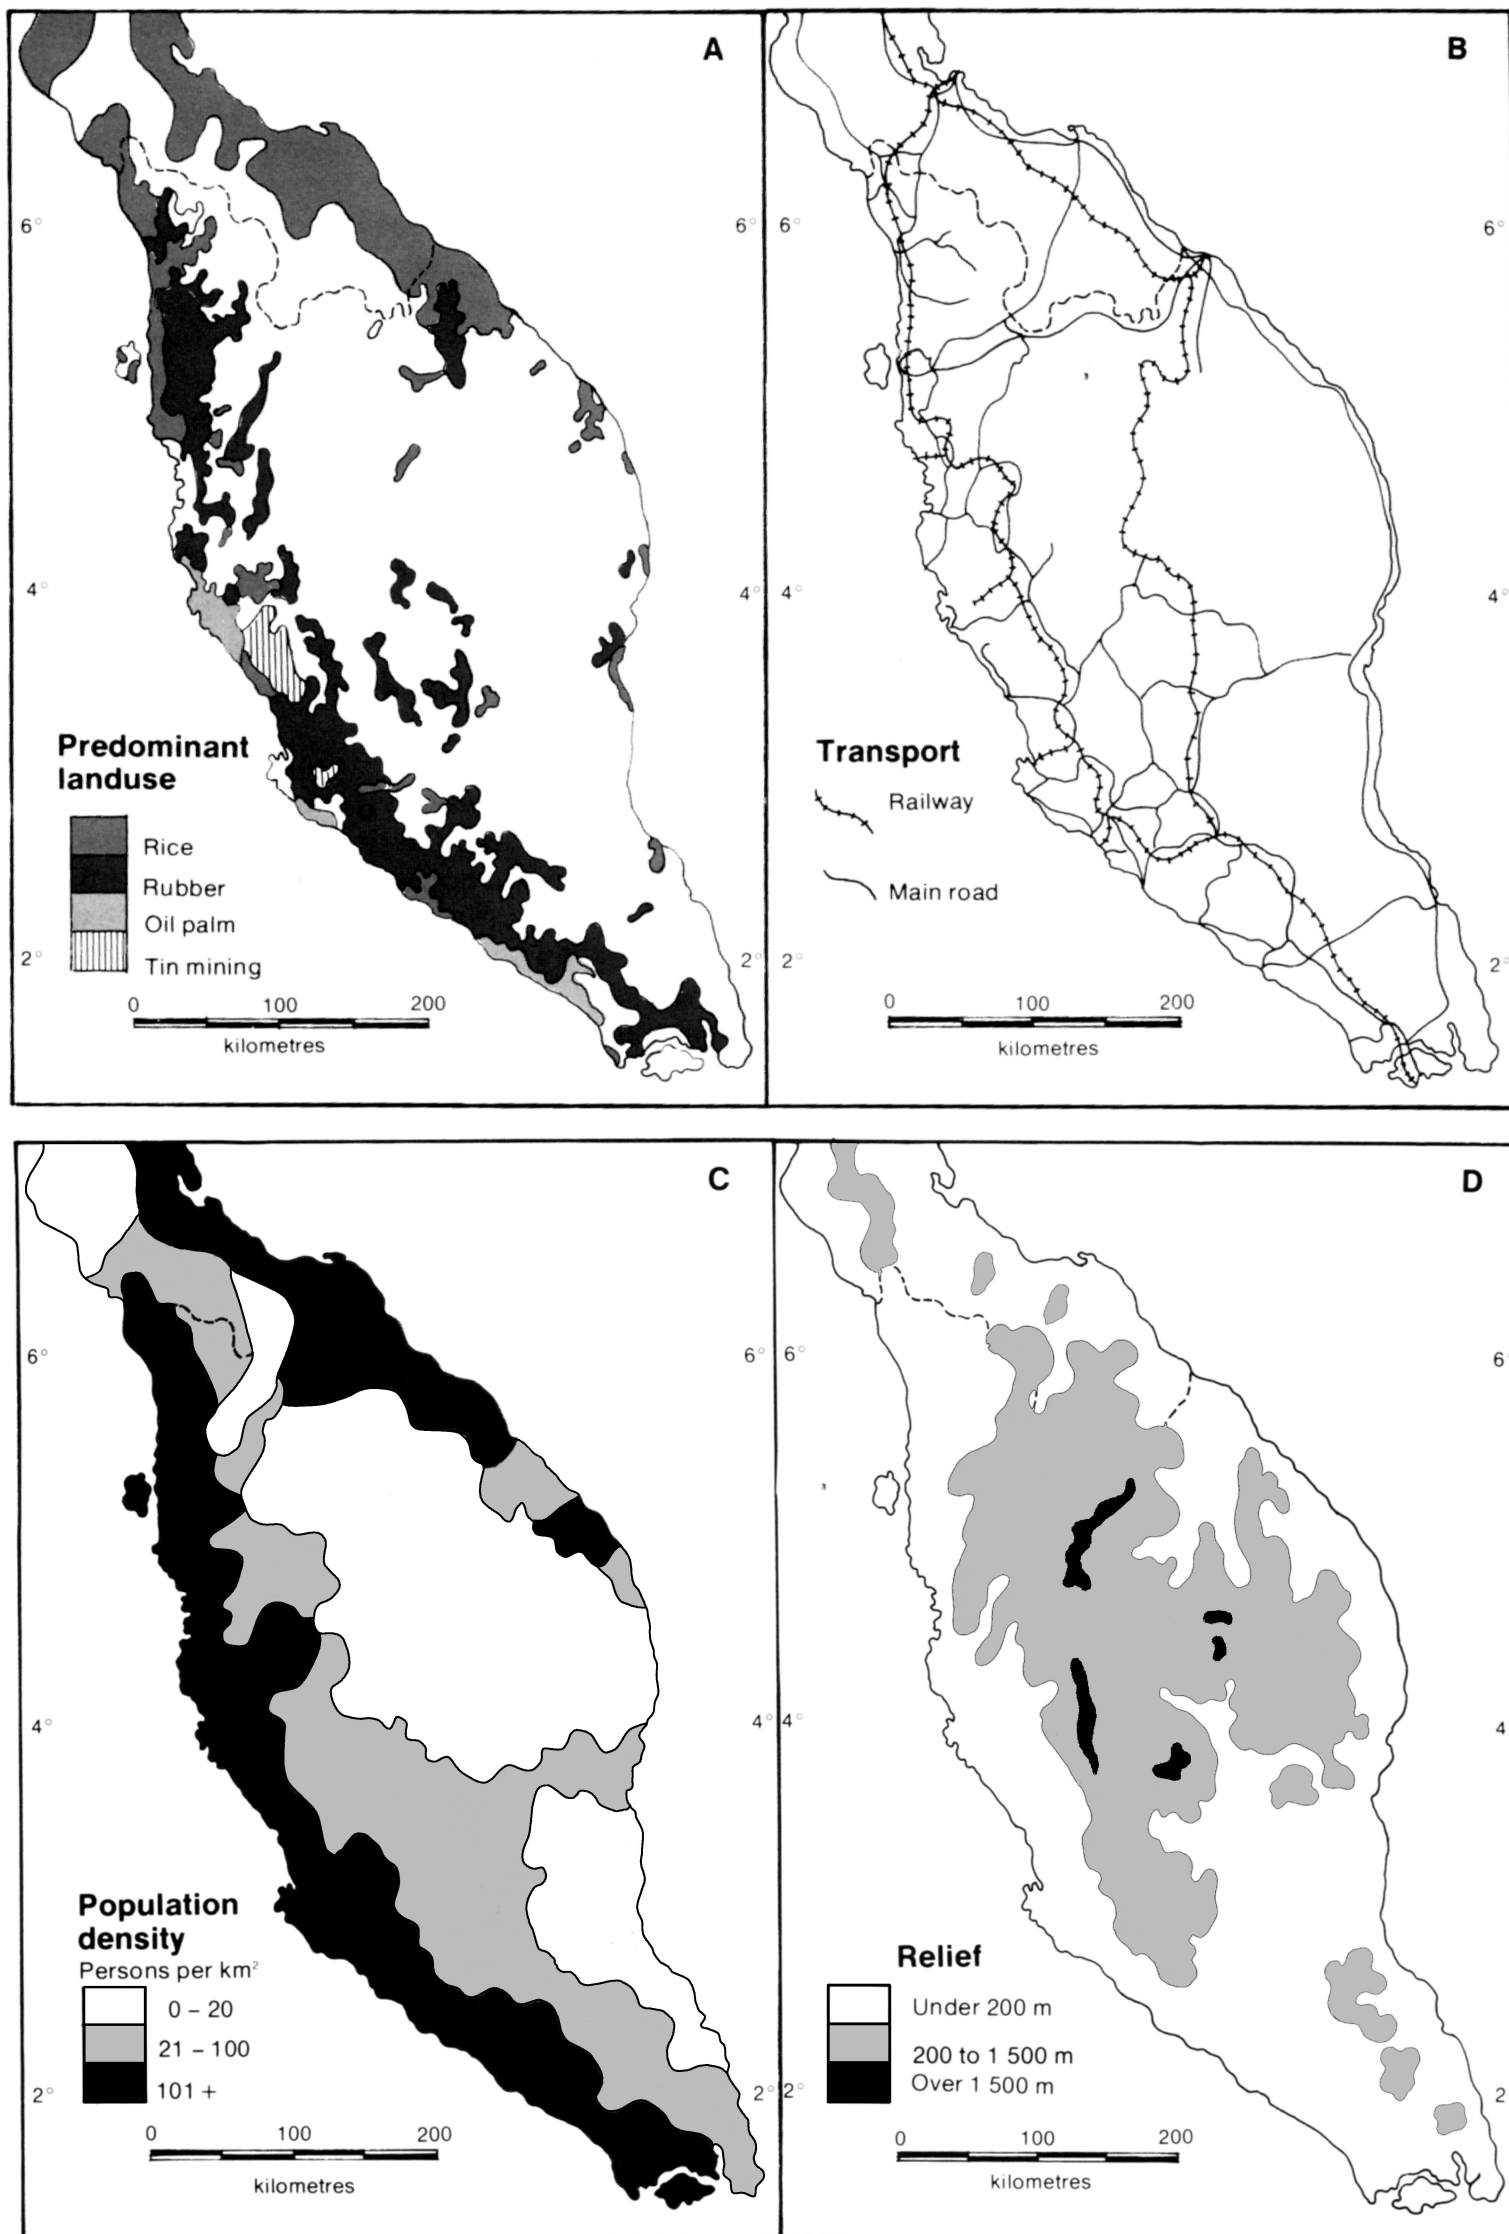 A
6°
6°
4°
4°
2°
2°
Predominant
landuse
Rice
Rubber
Oil palm
Tin mining
0 100 200
kilometres
B
6°
4°
4°
2°
2°
Transport
Railway
Main road
0 100 200
kilometres
C
6°
6°
4°
4°
2°
2°
Population
density
Persons per km²
0 – 20
21 – 100
101 +
0 100 200
kilometres
D
6°
6
4°
4
2°
2
Relief
Under 200 m
200 to 1 500 m
Over 1 500 m
0 100 200
kilometres